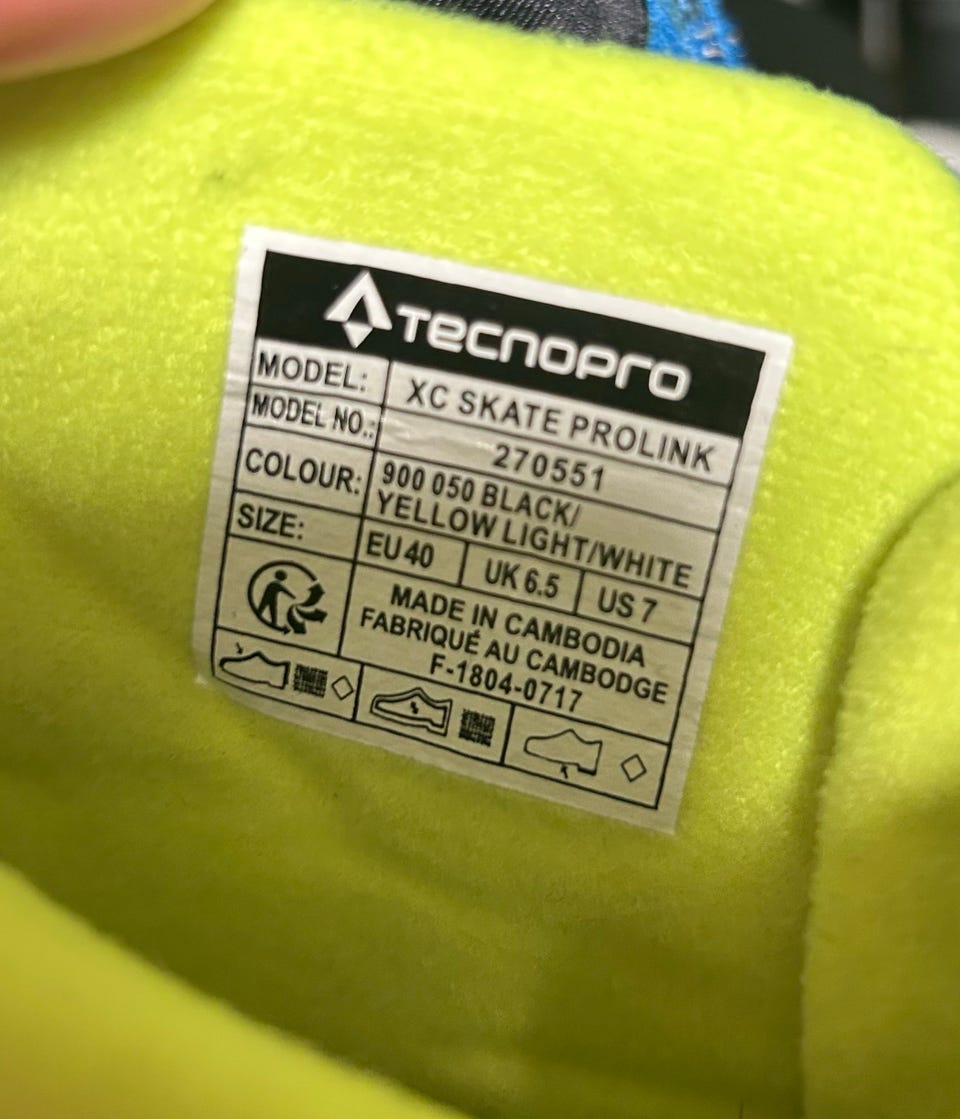 TECNOPRO
MODEL: XC SKATE PROLINK
MODEL NO.: 270551
COLOUR: 900 050 BLACK/
YELLOW LIGHT/WHITE
SIZE: EU 40 UK 6.5 US 7
MADE IN CAMBODIA
FABRIQUÉ AU CAMBODGE
F-1804-0717